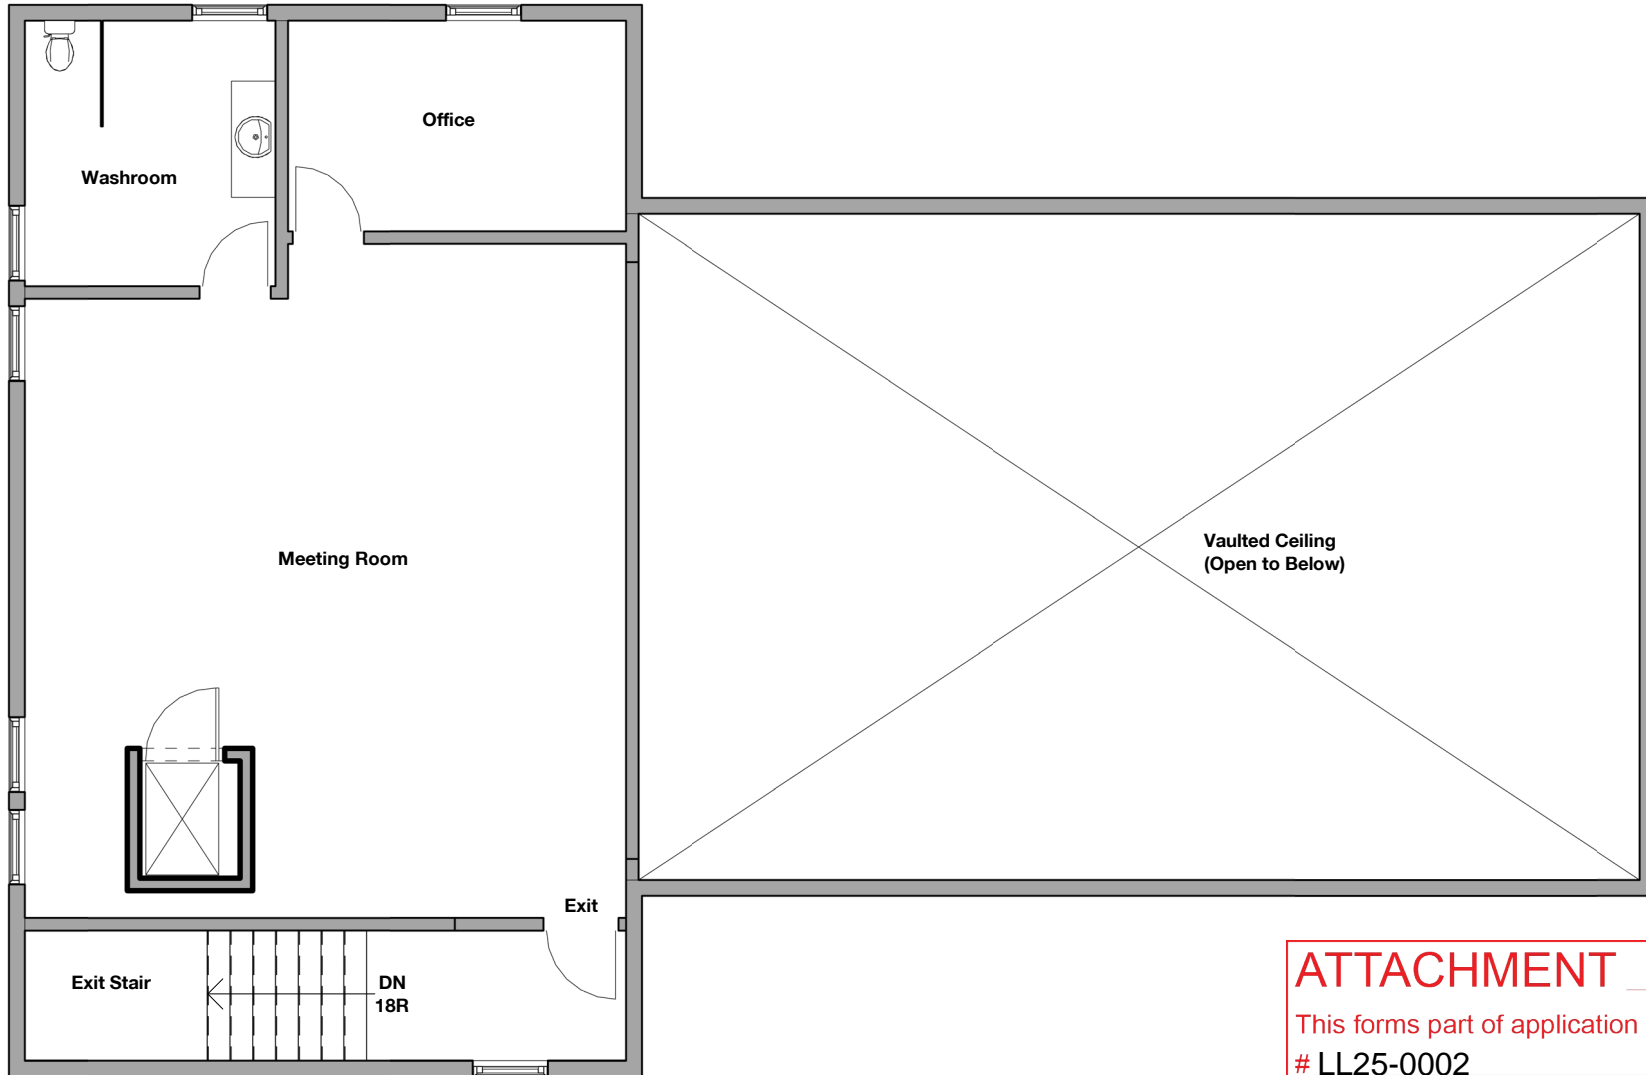 Office
Washroom
Meeting Room
Vaulted Ceiling
(Open to Below)
Exit
Exit Stair
DN
18R
ATTACHMENT
This forms part of application
# LL25-0002